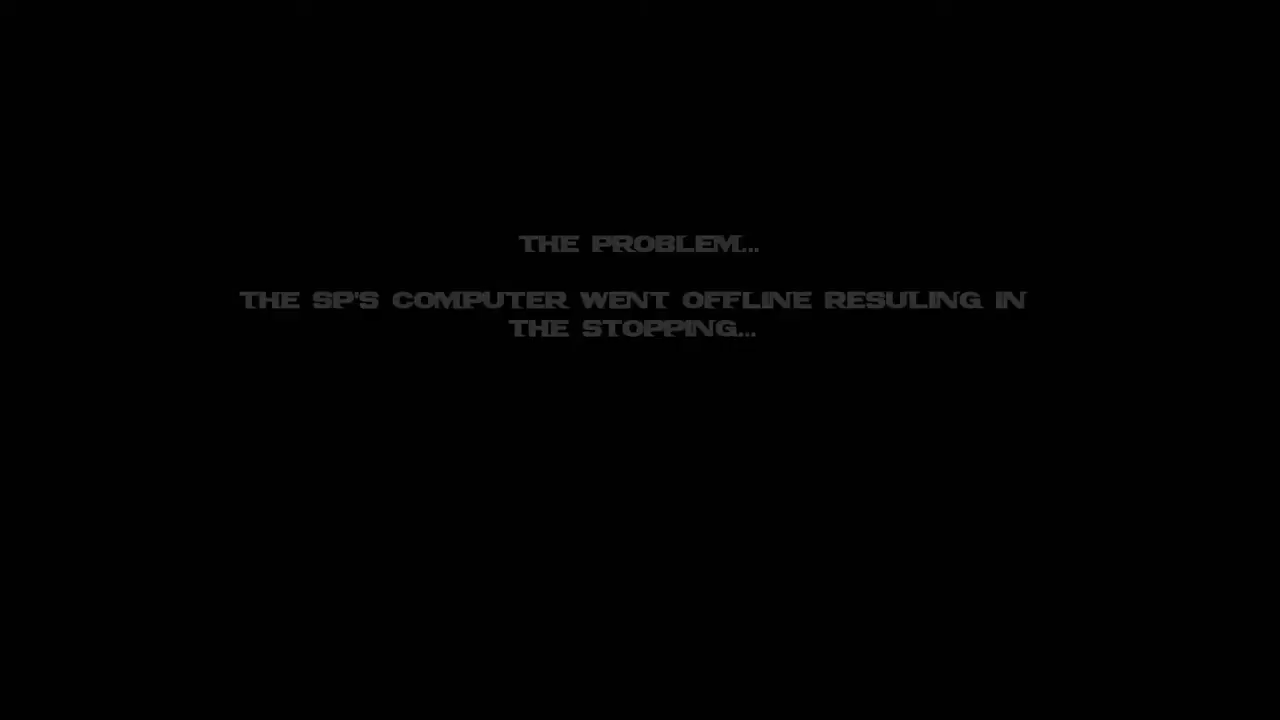 THE PROBLEM...
THE SP'S COMPUTER WENT OFFLINE RESULING IN
THE STOPPING...